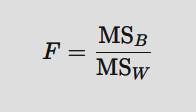 F = MS_B / MS_W